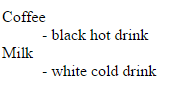 Coffee
- black hot drink
Milk
- white cold drink